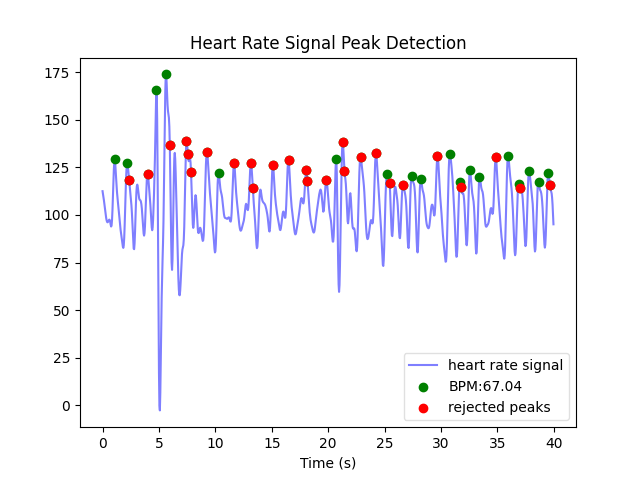 Heart Rate Signal Peak Detection
175
150
125
100
75
50
25
0
heart rate signal
BPM:67.04
rejected peaks
0 5 10 15 20 25 30 35 40
Time (s)